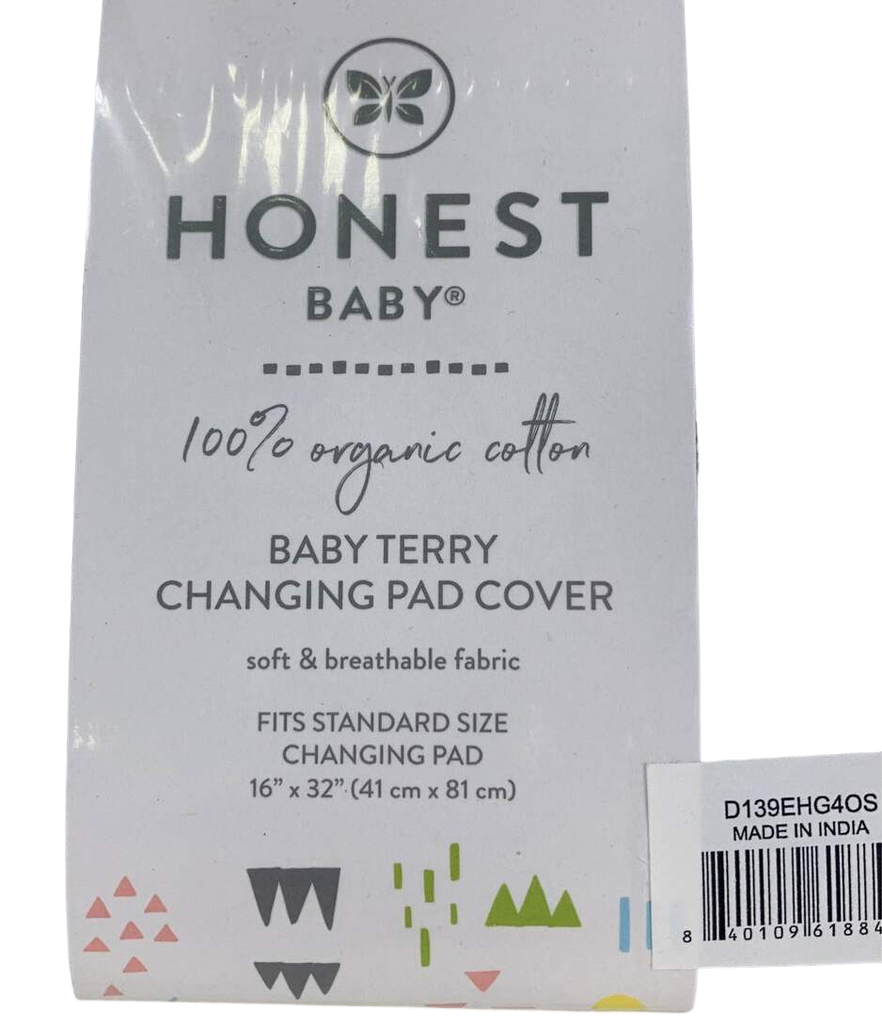 HONEST
BABY®
100% organic cotton
BABY TERRY
CHANGING PAD COVER
soft & breathable fabric
FITS STANDARD SIZE
CHANGING PAD
16” x 32” (41 cm x 81 cm)
D139EHG4OS
MADE IN INDIA
8 40109 61884